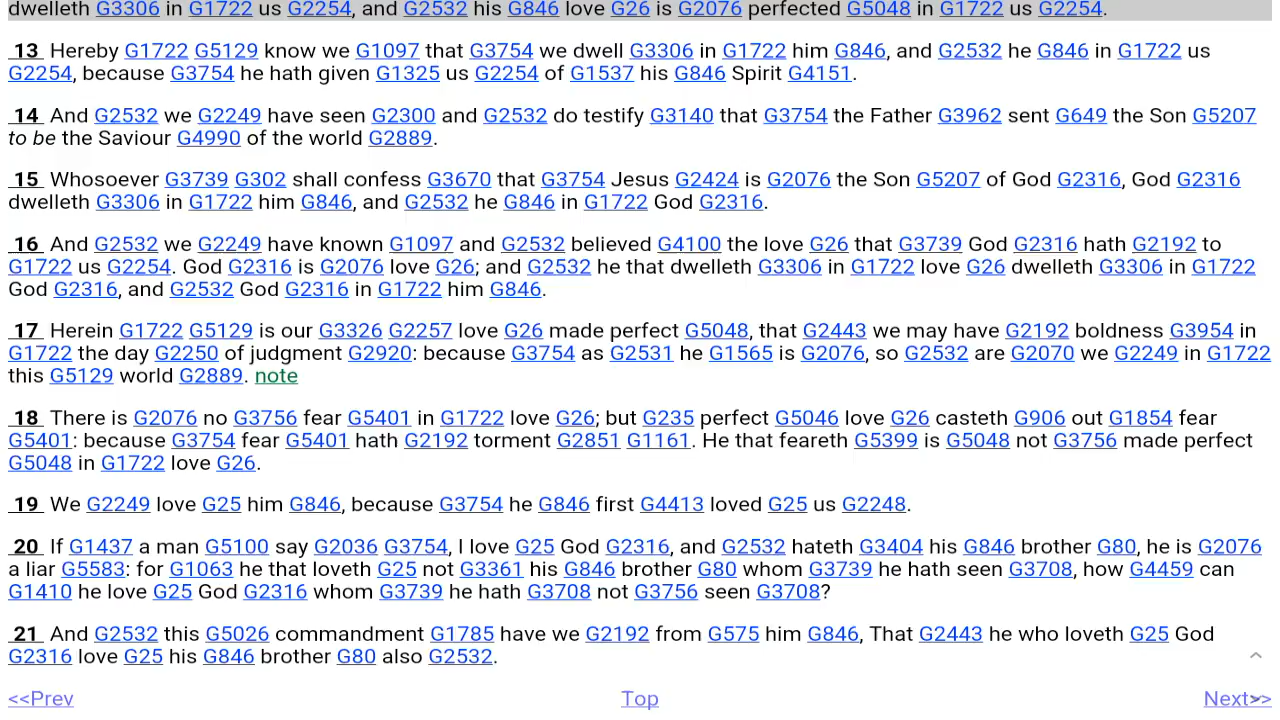 dwelleth G3306 in G1722 us G2254, and G2532 his G846 love G26 is G2076 perfected G5048 in G1722 us G2254.
13 Hereby G1722 G5129 know we G1097 that G3754 we dwell G3306 in G1722 him G846, and G2532 he G846 in G1722 us
G2254, because G3754 he hath given G1325 us G2254 of G1537 his G846 Spirit G4151.
14 And G2532 we G2249 have seen G2300 and G2532 do testify G3140 that G3754 the Father G3962 sent G649 the Son G5207
to be the Saviour G4990 of the world G2889.
15 Whosoever G3739 G302 shall confess G3670 that G3754 Jesus G2424 is G2076 the Son G5207 of God G2316, God G2316
dwelleth G3306 in G1722 him G846, and G2532 he G846 in G1722 God G2316.
16 And G2532 we G2249 have known G1097 and G2532 believed G4100 the love G26 that G3739 God G2316 hath G2192 to
G1722 us G2254. God G2316 is G2076 love G26; and G2532 he that dwelleth G3306 in G1722 love G26 dwelleth G3306 in G1722
God G2316, and G2532 God G2316 in G1722 him G846.
17 Herein G1722 G5129 is our G3326 G2257 love G26 made perfect G5048, that G2443 we may have G2192 boldness G3954 in
G1722 the day G2250 of judgment G2920: because G3754 as G2531 he G1565 is G2076, so G2532 are G2070 we G2249 in G1722
this G5129 world G2889. note
18 There is G2076 no G3756 fear G5401 in G1722 love G26; but G235 perfect G5046 love G26 casteth G906 out G1854 fear
G5401: because G3754 fear G5401 hath G2192 torment G2851 G1161. He that feareth G5399 is G5048 not G3756 made perfect
G5048 in G1722 love G26.
19 We G2249 love G25 him G846, because G3754 he G846 first G4413 loved G25 us G2248.
20 If G1437 a man G5100 say G2036 G3754, I love G25 God G2316, and G2532 hateth G3404 his G846 brother G80, he is G2076
a liar G5583: for G1063 he that loveth G25 not G3361 his G846 brother G80 whom G3739 he hath seen G3708, how G4459 can
G1410 he love G25 God G2316 whom G3739 he hath G3708 not G3756 seen G3708?
21 And G2532 this G5026 commandment G1785 have we G2192 from G575 him G846, That G2443 he who loveth G25 God
G2316 love G25 his G846 brother G80 also G2532.
<<Prev Top Next>>